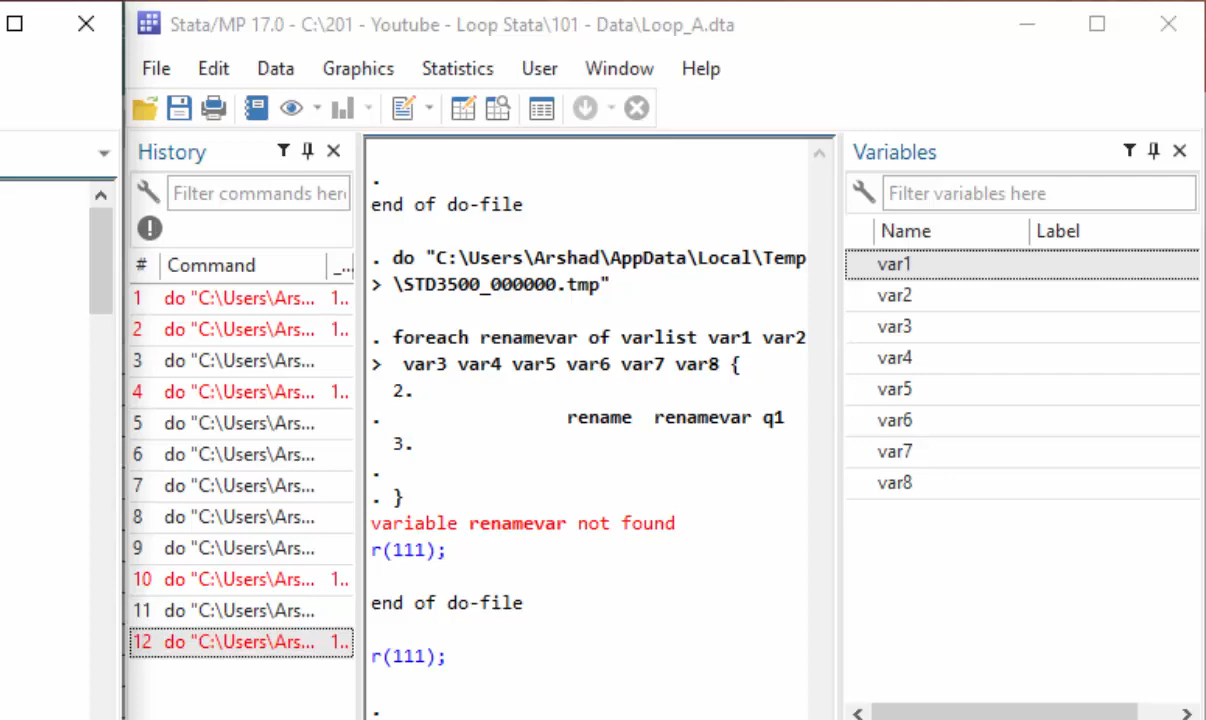 Stata/MP 17.0 - C:\201 - Youtube - Loop Stata\101 - Data\Loop_A.dta
File Edit Data Graphics Statistics User Window Help
History
Filter commands her
# Command _...
1 do "C:\Users\Ars... 1..
2 do "C:\Users\Ars... 1..
3 do "C:\Users\Ars...
4 do "C:\Users\Ars... 1..
5 do "C:\Users\Ars...
6 do "C:\Users\Ars...
7 do "C:\Users\Ars...
8 do "C:\Users\Ars...
9 do "C:\Users\Ars...
10 do "C:\Users\Ars... 1..
11 do "C:\Users\Ars...
12 do "C:\Users\Ars... 1..
.
end of do-file
. do "C:\Users\Arshad\AppData\Local\Temp
> \STD3500_000000.tmp"
. foreach renamevar of varlist var1 var2
> var3 var4 var5 var6 var7 var8 {
2.
. rename renamevar q1
3.
.
. }
variable renamevar not found
r(111);
end of do-file
r(111);
.
Variables
Filter variables here
Name Label
var1
var2
var3
var4
var5
var6
var7
var8